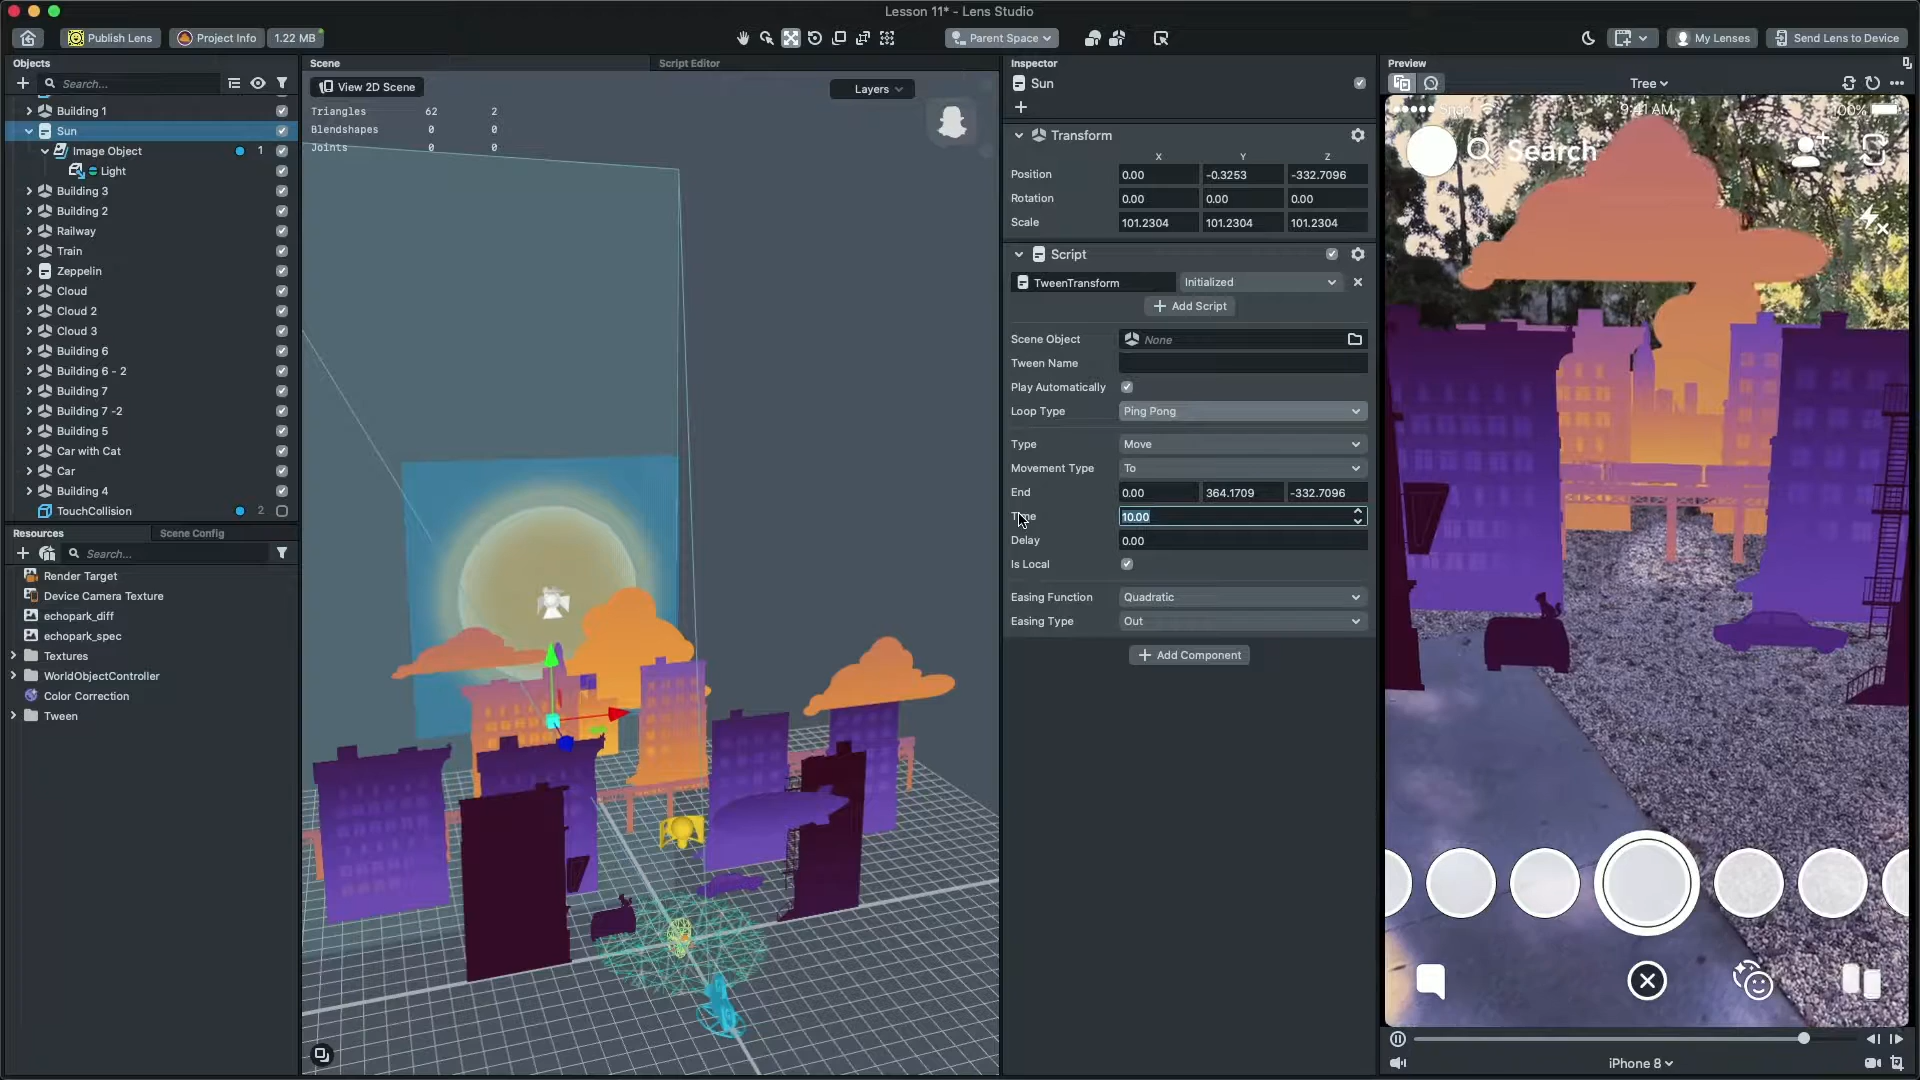 Lesson 11* - Lens Studio
Publish Lens
Project Info
1.22 MB
Parent Space
My Lenses
Send Lens to Device
Objects
Search...
Building 1
Sun
Image Object 1
Light
Building 3
Building 2
Railway
Train
Zeppelin
Cloud
Cloud 2
Cloud 3
Building 6
Building 6 - 2
Building 7
Building 7 -2
Building 5
Car with Cat
Car
Building 4
TouchCollision 2
Resources
Scene Config
Search...
Render Target
Device Camera Texture
echopark_diff
echopark_spec
Textures
WorldObjectController
Color Correction
Tween
Scene
Script Editor
View 2D Scene
Layers
Triangles 62 2
Blendshapes 0 0
Joints 0 0
Inspector
Sun
Transform
X Y Z
Position 0.00 -0.3253 -332.7096
Rotation 0.00 0.00 0.00
Scale 101.2304 101.2304 101.2304
Script
TweenTransform Initialized
Add Script
Scene Object None
Tween Name
Play Automatically
Loop Type Ping Pong
Type Move
Movement Type To
End 0.00 364.1709 -332.7096
10.00
Delay 0.00
Is Local
Easing Function Quadratic
Easing Type Out
Add Component
Preview
Tree
Snap 9:41 AM 100%
Search
iPhone 8